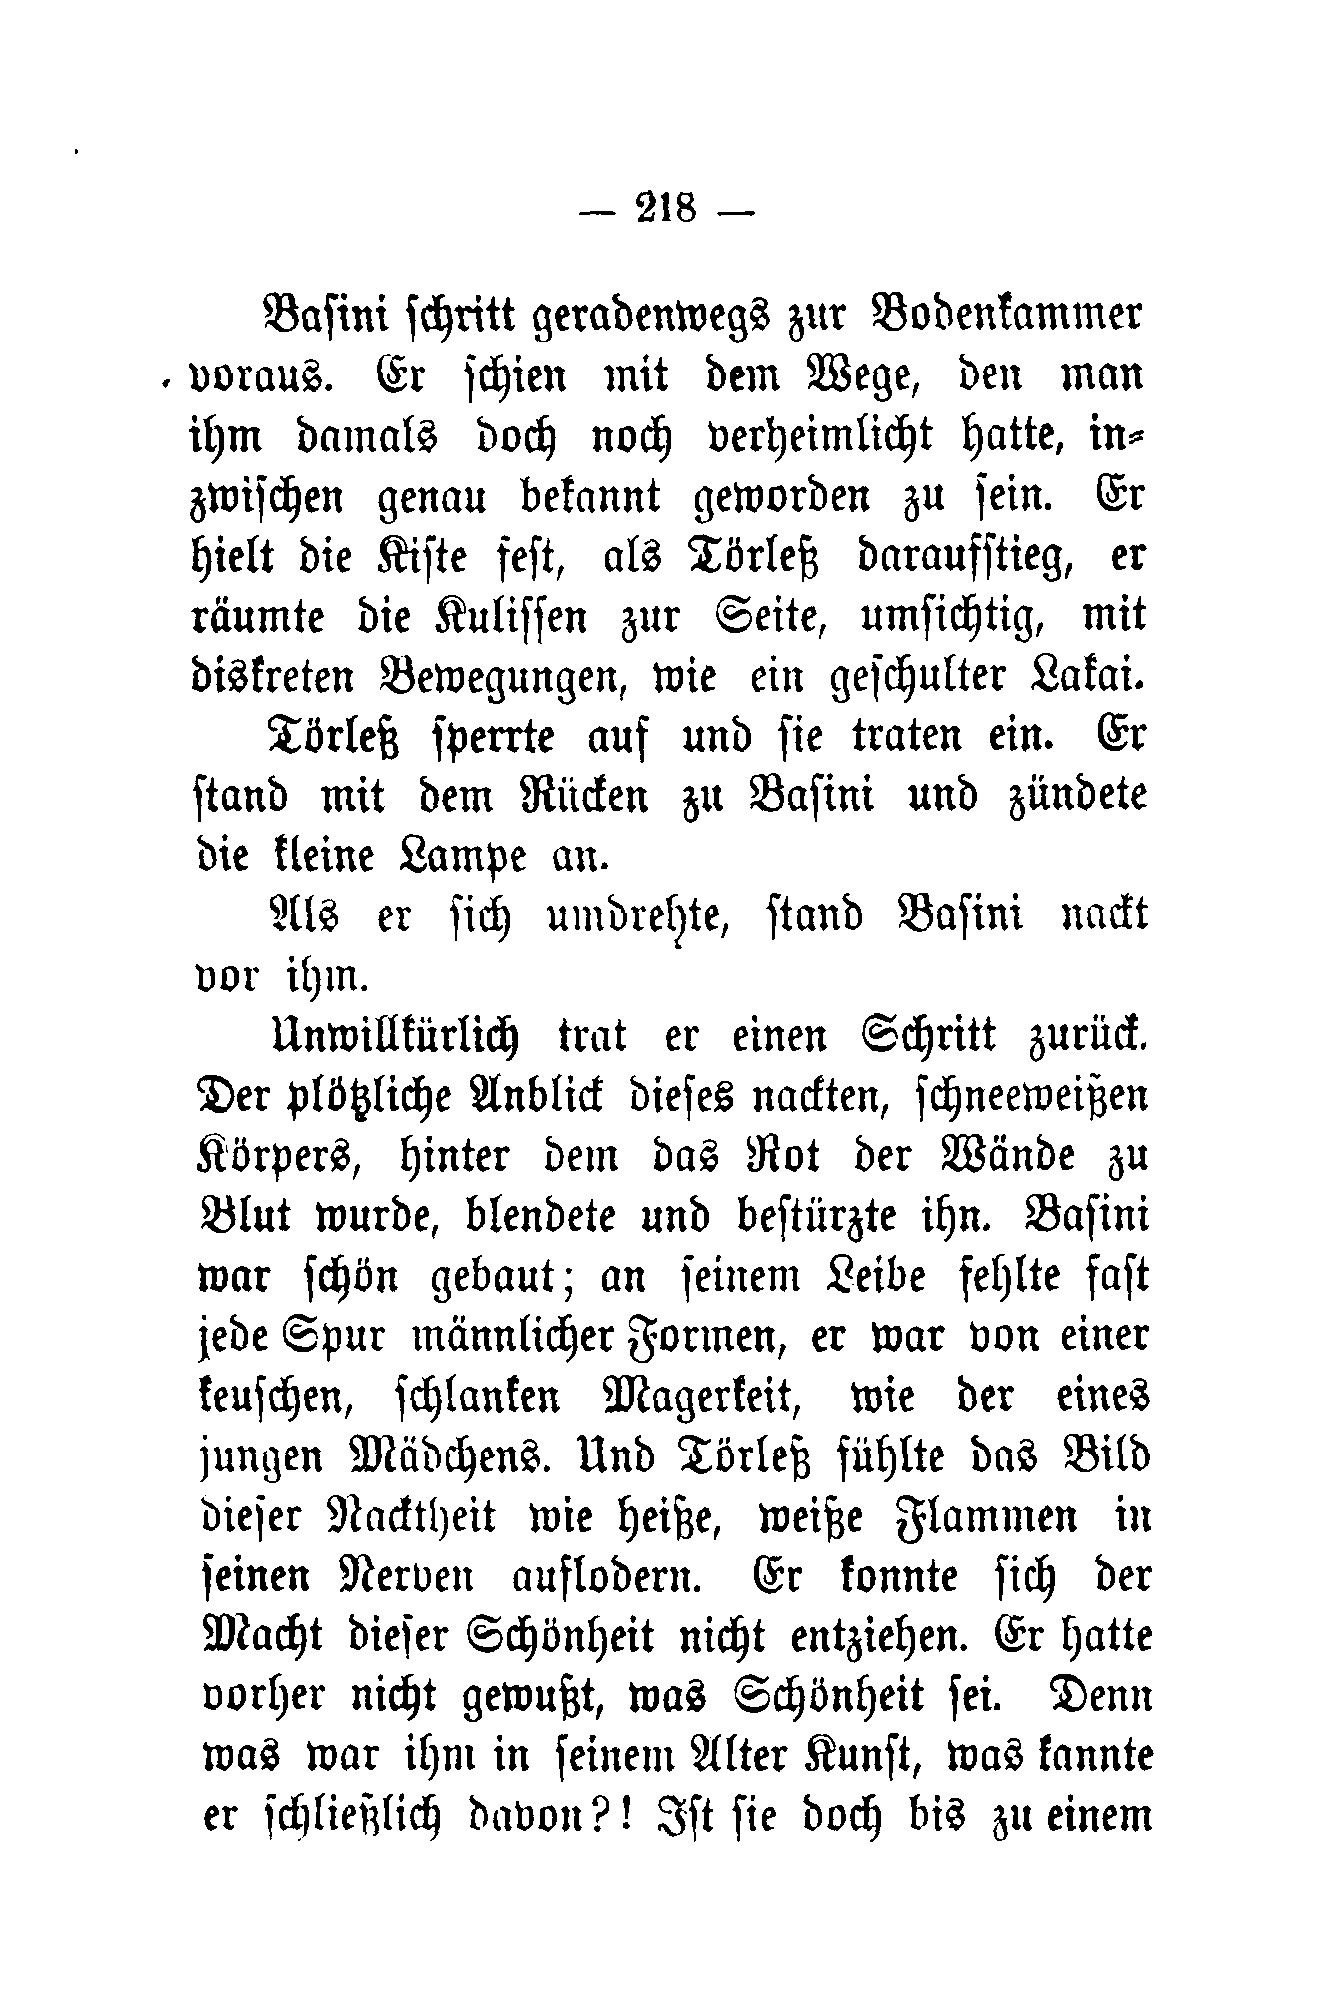 — 218 —
Baſini ſchritt geradenwegs zur Bodenkammer
voraus. Er ſchien mit dem Wege, den man
ihm damals doch noch verheimlicht hatte, in-
zwiſchen genau bekannt geworden zu ſein. Er
hielt die Kiſte feſt, als Törleß daraufſtieg, er
räumte die Kuliſſen zur Seite, umſichtig, mit
diskreten Bewegungen, wie ein geſchulter Lakai.
Törleß ſperrte auf und ſie traten ein. Er
ſtand mit dem Rücken zu Baſini und zündete
die kleine Lampe an.
Als er ſich umdrehte, ſtand Baſini nackt
vor ihm.
Unwillkürlich trat er einen Schritt zurück.
Der plötzliche Anblick dieſes nackten, ſchneeweißen
Körpers, hinter dem das Rot der Wände zu
Blut wurde, blendete und beſtürzte ihn. Baſini
war ſchön gebaut; an ſeinem Leibe fehlte faſt
jede Spur männlicher Formen, er war von einer
keuſchen, ſchlanken Magerkeit, wie der eines
jungen Mädchens. Und Törleß fühlte das Bild
dieſer Nacktheit wie heiße, weiße Flammen in
ſeinen Nerven auflodern. Er konnte ſich der
Macht dieſer Schönheit nicht entziehen. Er hatte
vorher nicht gewußt, was Schönheit ſei. Denn
was war ihm in ſeinem Alter Kunſt, was kannte
er ſchließlich davon?! Iſt ſie doch bis zu einem